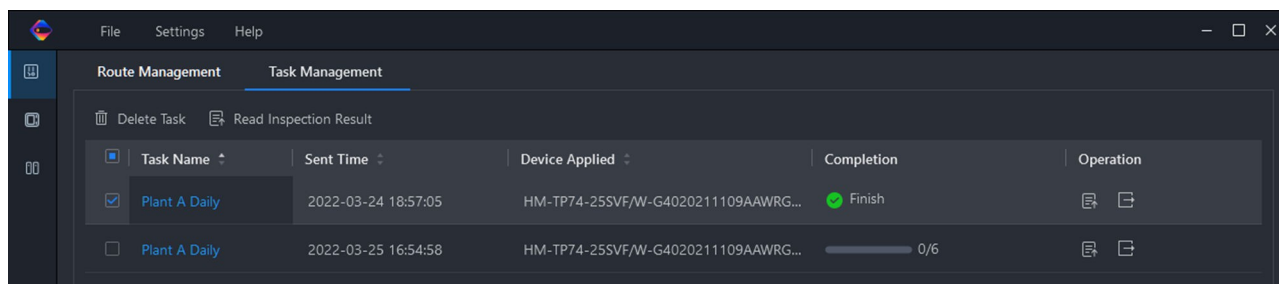 File Settings Help
Route Management Task Management
Delete Task Read Inspection Result
Task Name Sent Time Device Applied Completion Operation
Plant A Daily 2022-03-24 18:57:05 HM-TP74-25SVF/W-G4020211109AAWRG... Finish
Plant A Daily 2022-03-25 16:54:58 HM-TP74-25SVF/W-G4020211109AAWRG... 0/6